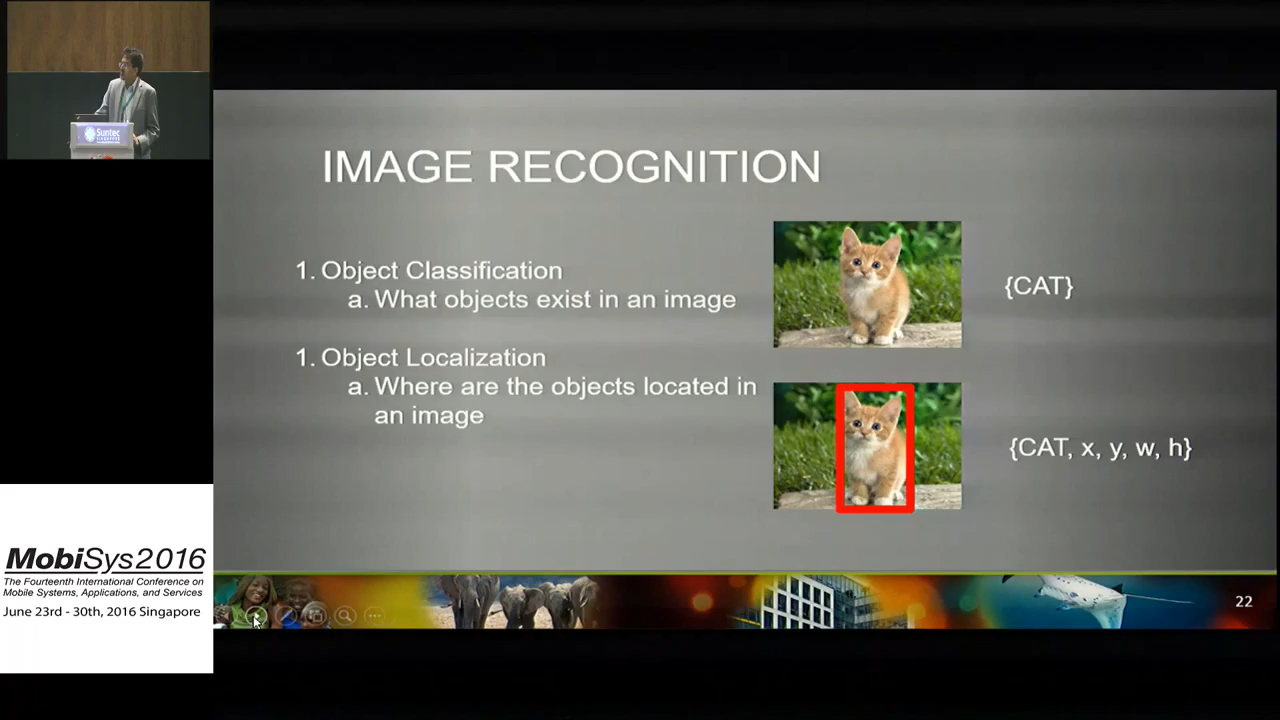 Suntec
SINGAPORE
IMAGE RECOGNITION
1. Object Classification
a. What objects exist in an image
{CAT}
1. Object Localization
a. Where are the objects located in
an image
{CAT, x, y, w, h}
MobiSys2016
The Fourteenth International Conference on
Mobile Systems, Applications, and Services
June 23rd - 30th, 2016 Singapore
22